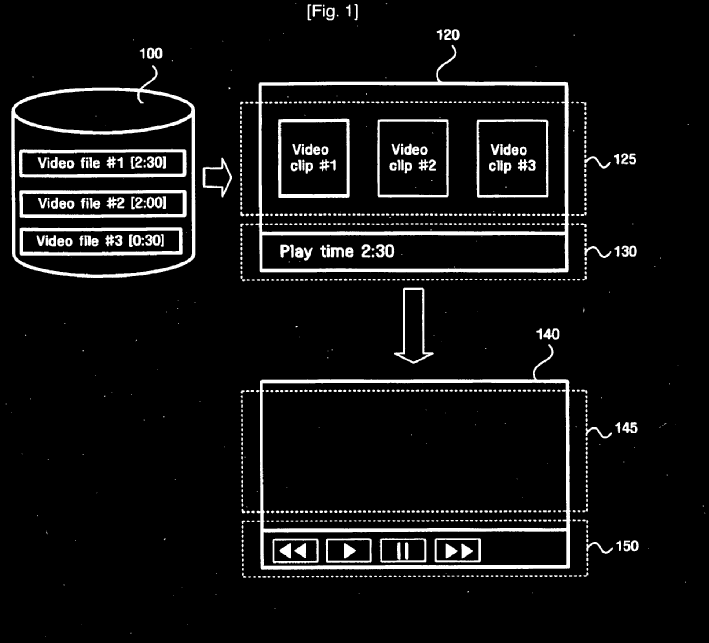 [Fig. 1]
100
120
Video file #1 [2:30]
Video file #2 [2:00]
Video file #3 [0:30]
Video
clip #1
Video
clip #2
Video
clip #3
125
Play time 2:30
130
140
145
150